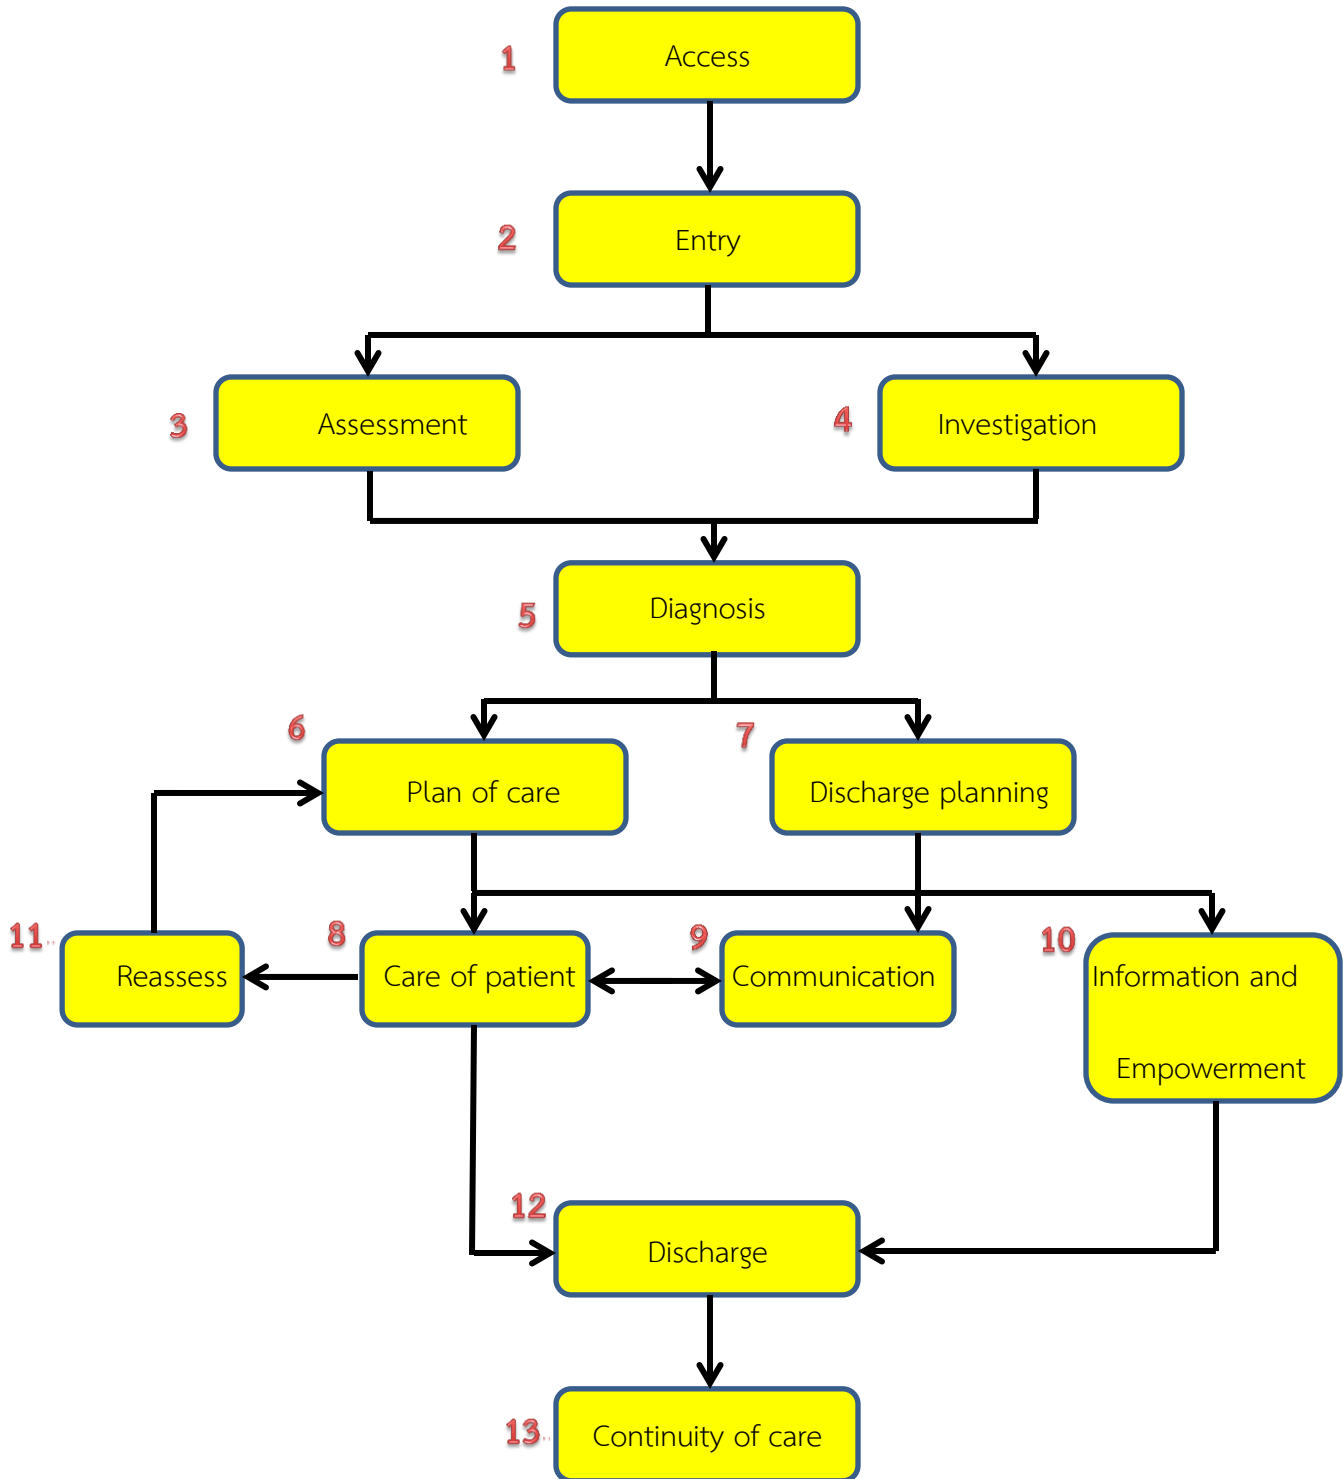 1
Access
2
Entry
3
Assessment
4
Investigation
5
Diagnosis
6
Plan of care
7
Discharge planning
11
Reassess
8
Care of patient
9
Communication
10
Information and
Empowerment
12
Discharge
13
Continuity of care